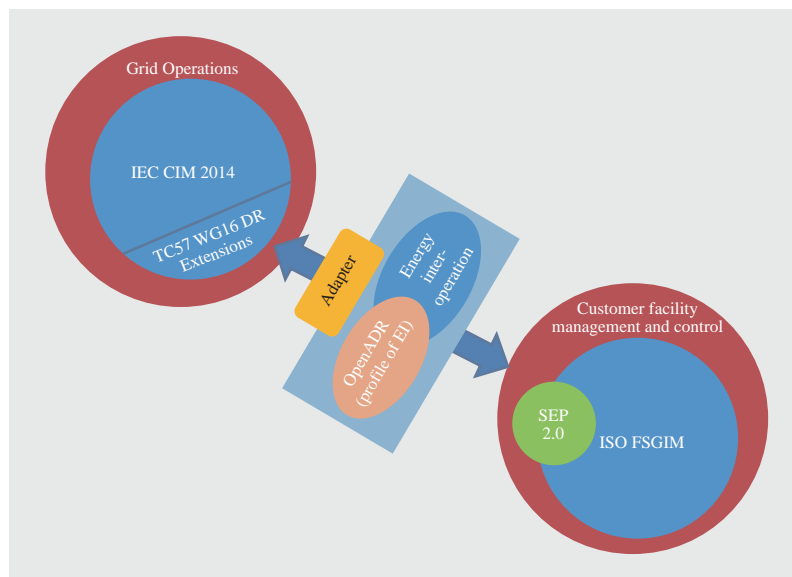 Grid Operations
IEC CIM 2014
TC57 WG16 DR
Extensions
Adapter
Energy
inter-
operation
OpenADR
(profile of EI)
Customer facility
management and control
SEP
2.0
ISO FSGIM